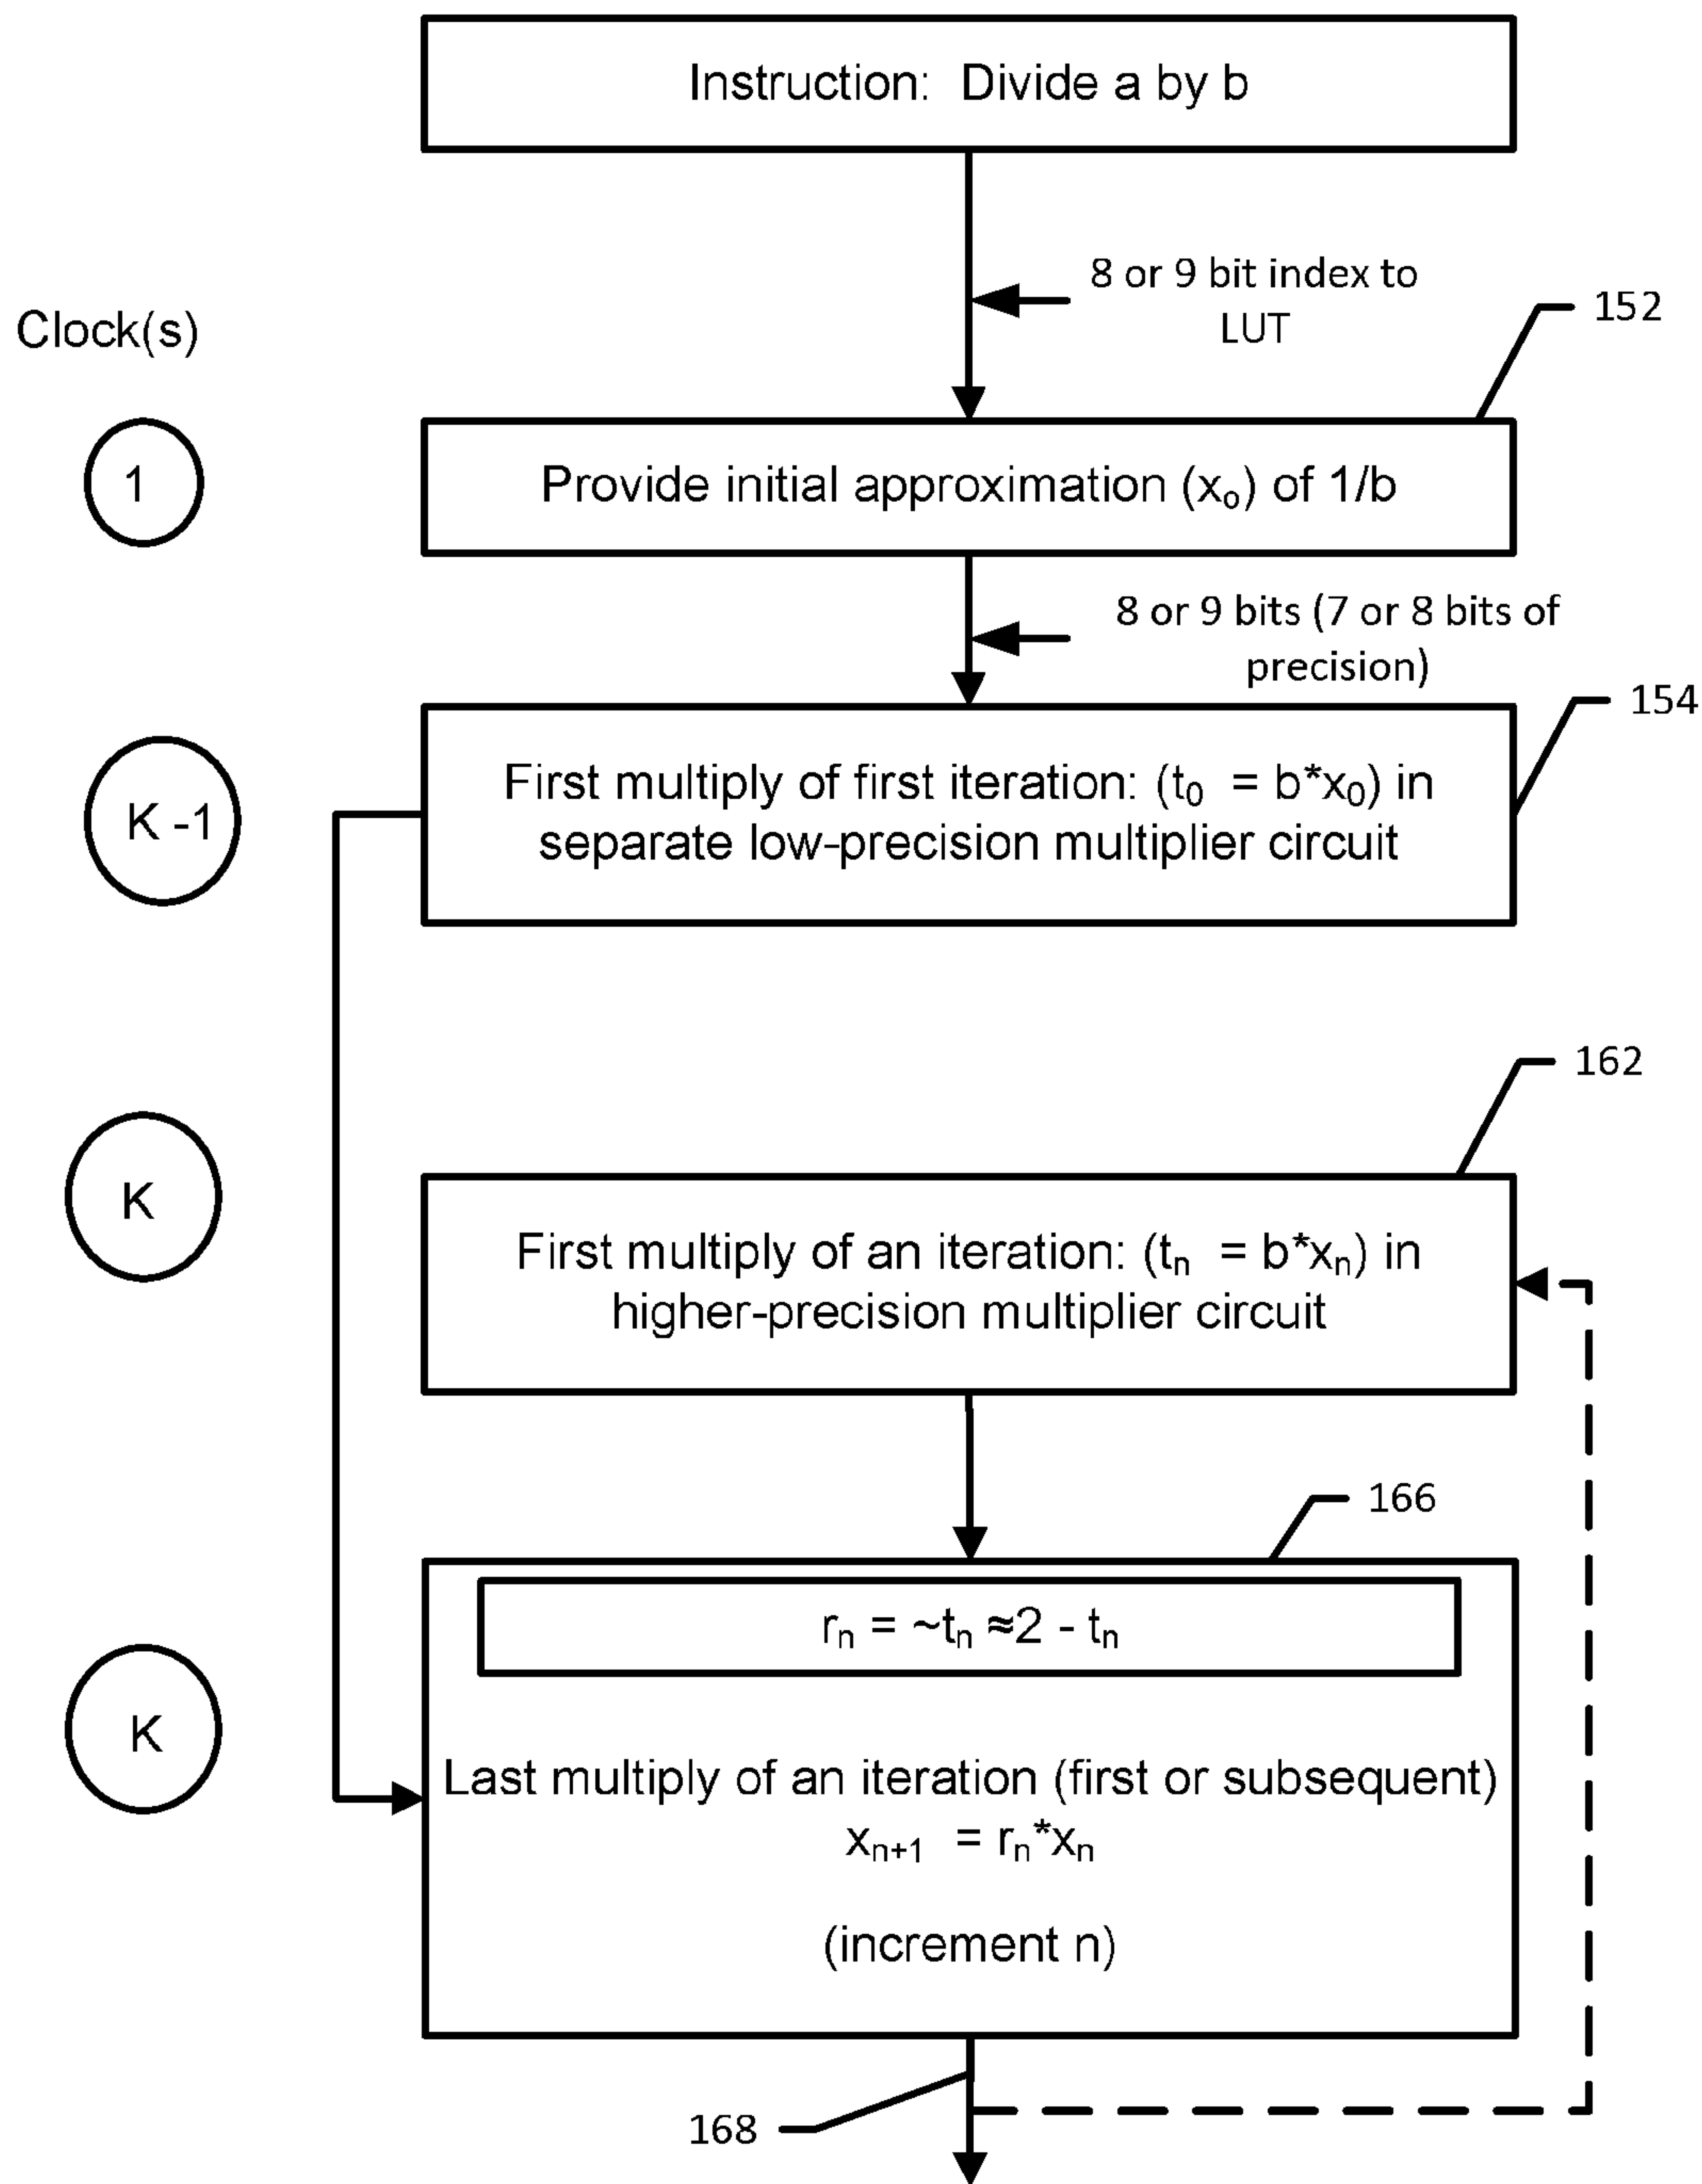 Instruction: Divide a by b
8 or 9 bit index to
LUT
152
Clock(s)
1
Provide initial approximation (xₒ) of 1/b
8 or 9 bits (7 or 8 bits of
precision)
154
K -1
First multiply of first iteration: (t₀ = b*x₀) in
separate low-precision multiplier circuit
162
K
First multiply of an iteration: (tₙ = b*xₙ) in
higher-precision multiplier circuit
166
rₙ = ~tₙ ≈2 - tₙ
K
Last multiply of an iteration (first or subsequent)
xₙ₊₁ = rₙ*xₙ
(increment n)
168